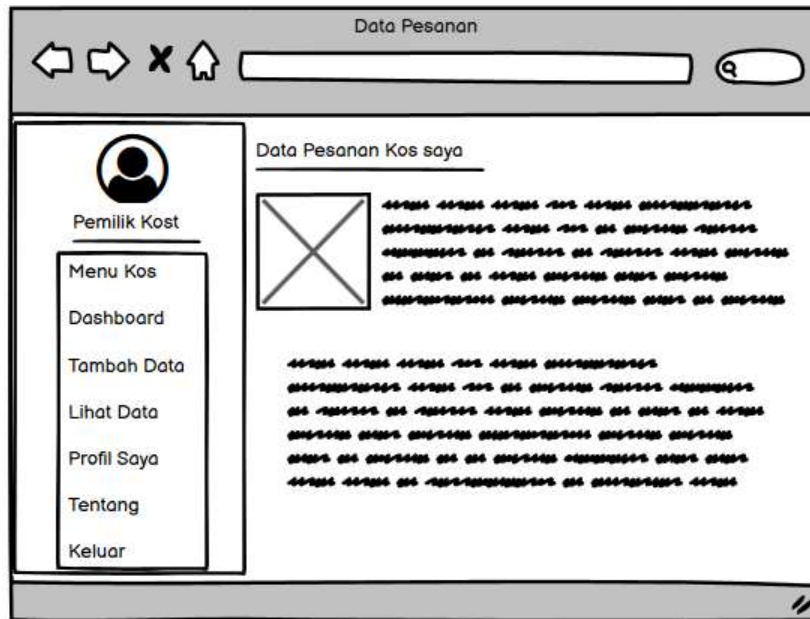 Data Pesanan
Data Pesanan Kos saya
Pemilik Kost
Menu Kos
Dashboard
Tambah Data
Lihat Data
Profil Saya
Tentang
Keluar